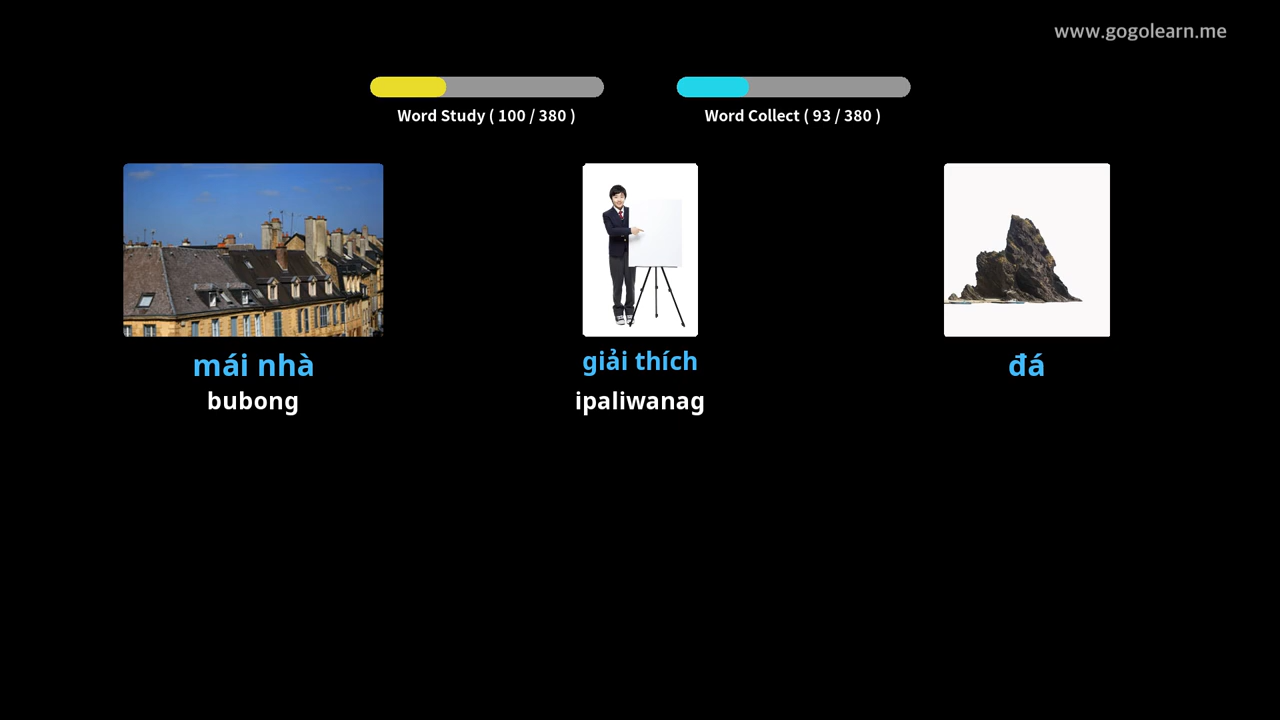 www.gogolearn.me
Word Study ( 100 / 380 )
Word Collect ( 93 / 380 )
mái nhà
bubong
giải thích
ipaliwanag
đá